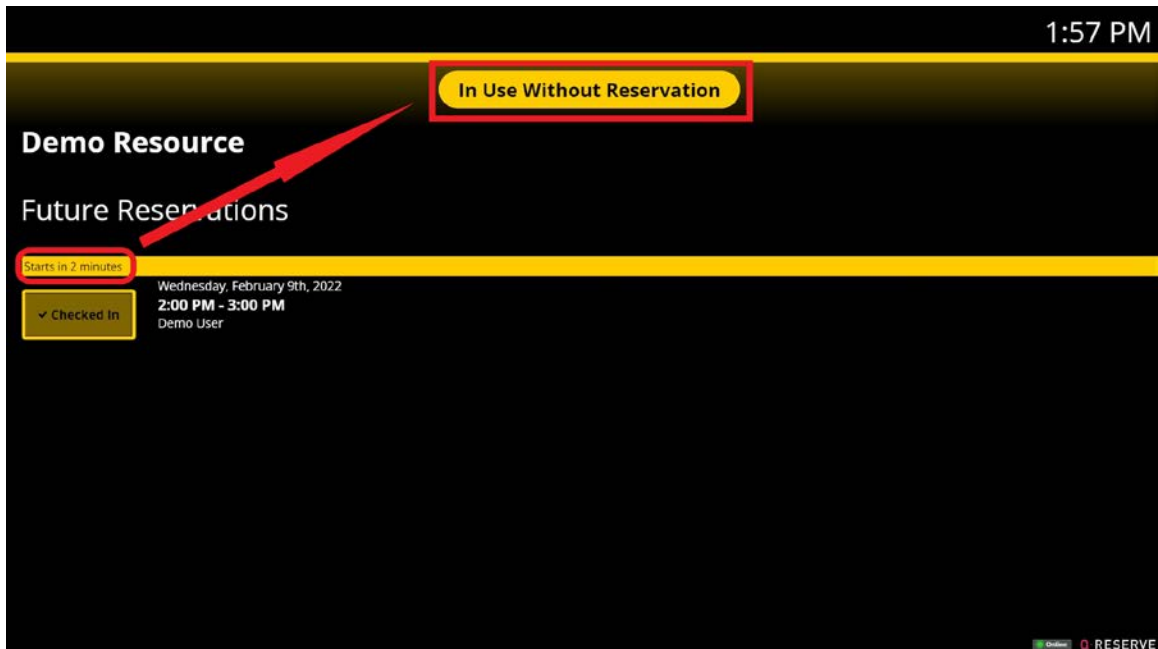 1:57 PM
In Use Without Reservation
Demo Resource
Future Reservations
Starts in 2 minutes
Wednesday, February 9th, 2022
✓ Checked In
2:00 PM - 3:00 PM
Demo User
Online
Q RESERVE